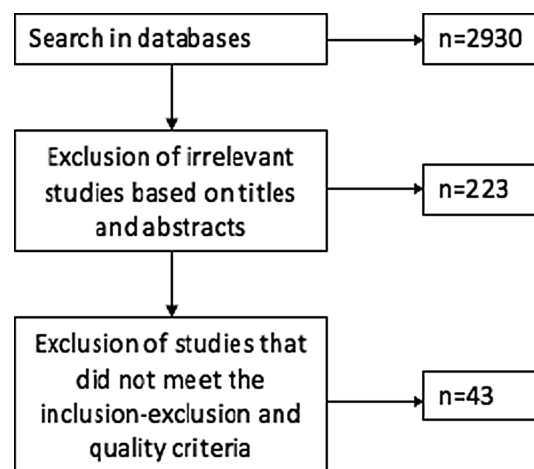 Search in databases
n=2930
Exclusion of irrelevant
studies based on titles
and abstracts
n=223
Exclusion of studies that
did not meet the
inclusion-exclusion and
quality criteria
n=43